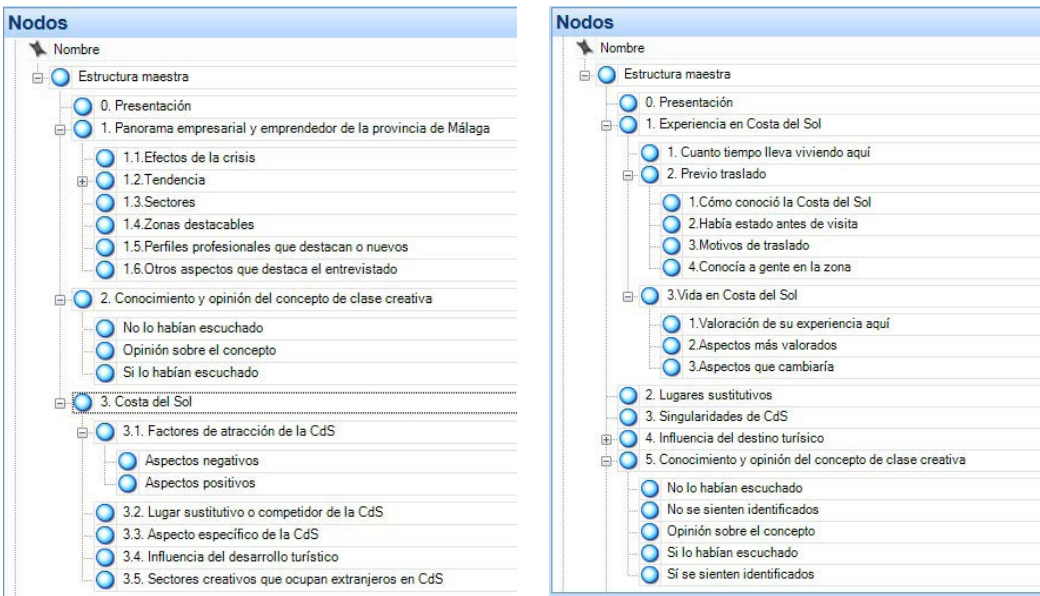 Nodos
Nombre
Estructura maestra
0. Presentación
1. Panorama empresarial y emprendedor de la provincia de Málaga
1.1.Efectos de la crisis
1.2.Tendencia
1.3.Sectores
1.4.Zonas destacables
1.5.Perfiles profesionales que destacan o nuevos
1.6.Otros aspectos que destaca el entrevistado
2. Conocimiento y opinión del concepto de clase creativa
No lo habían escuchado
Opinión sobre el concepto
Si lo habían escuchado
3. Costa del Sol
3.1. Factores de atracción de la CdS
Aspectos negativos
Aspectos positivos
3.2. Lugar sustitutivo o competidor de la CdS
3.3. Aspecto específico de la CdS
3.4. Influencia del desarrollo turístico
3.5. Sectores creativos que ocupan extranjeros en CdS
Nodos
Nombre
Estructura maestra
0. Presentación
1. Experiencia en Costa del Sol
1. Cuanto tiempo lleva viviendo aquí
2. Previo traslado
1.Cómo conoció la Costa del Sol
2.Había estado antes de visita
3.Motivos de traslado
4.Conocía a gente en la zona
3.Vida en Costa del Sol
1.Valoración de su experiencia aquí
2.Aspectos más valorados
3.Aspectos que cambiaría
2. Lugares sustitutivos
3. Singularidades de CdS
4. Influencia del destino turísico
5. Conocimiento y opinión del concepto de clase creativa
No lo habían escuchado
No se sienten identificados
Opinión sobre el concepto
Si lo habían escuchado
Sí se sienten identificados